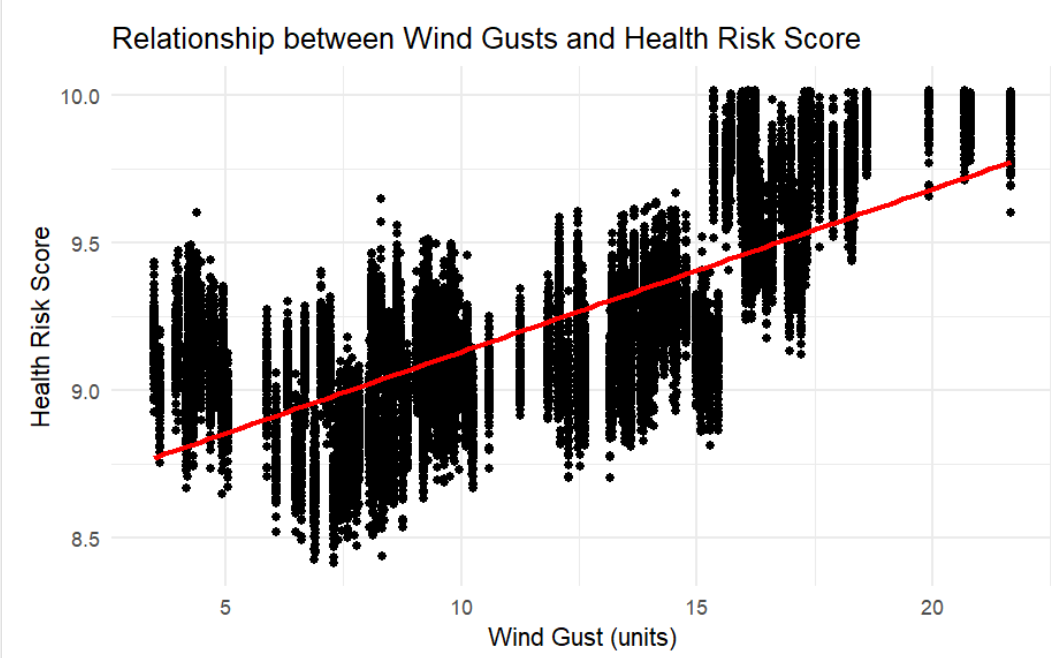 Relationship between Wind Gusts and Health Risk Score
10.0
9.5
9.0
8.5
Health Risk Score
5 10 15 20
Wind Gust (units)